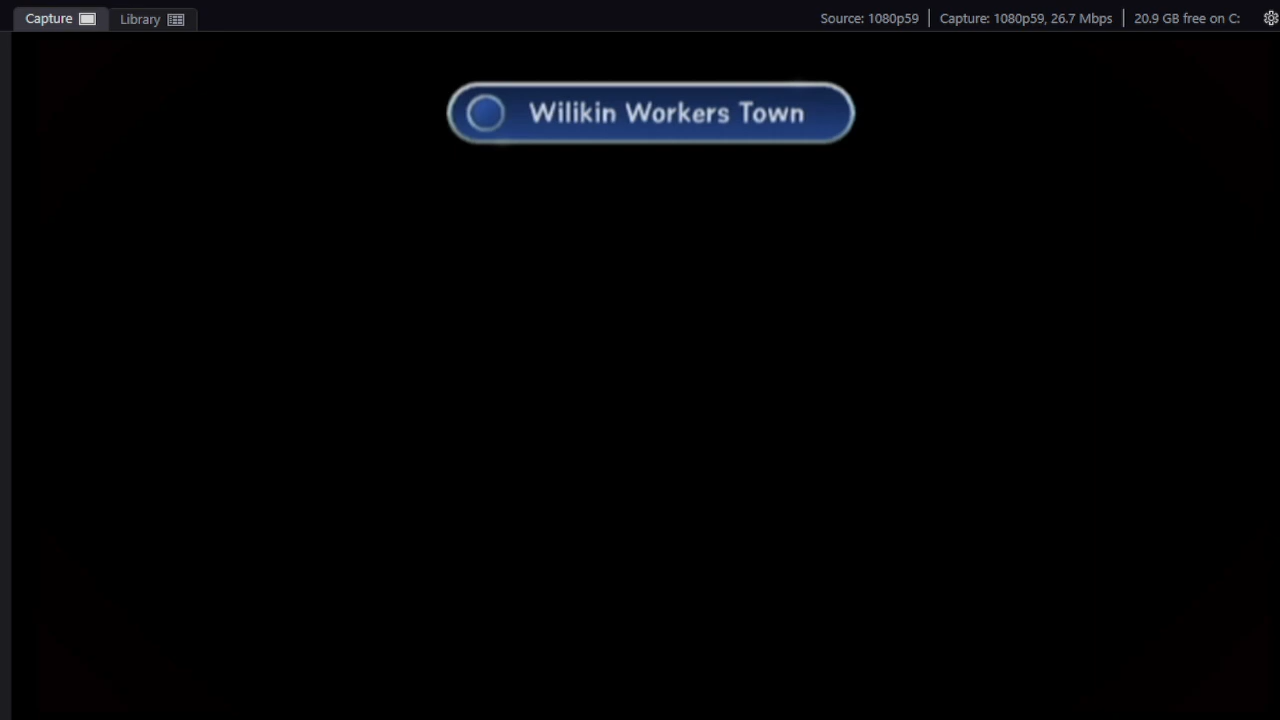 Capture Library Source: 1080p59 Capture: 1080p59, 26.7 Mbps 20.9 GB free on C:
Wilikin Workers Town